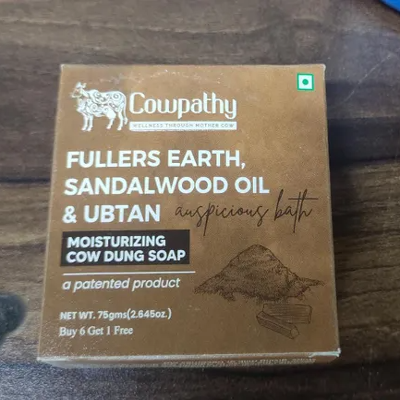 Cowpathy
WELLNESS THROUGH MOTHER COW
FULLERS EARTH,
SANDALWOOD OIL
& UBTAN auspicious bath
MOISTURIZING
COW DUNG SOAP
a patented product
NET WT. 75gms(2.645oz.)
Buy 6 Get 1 Free